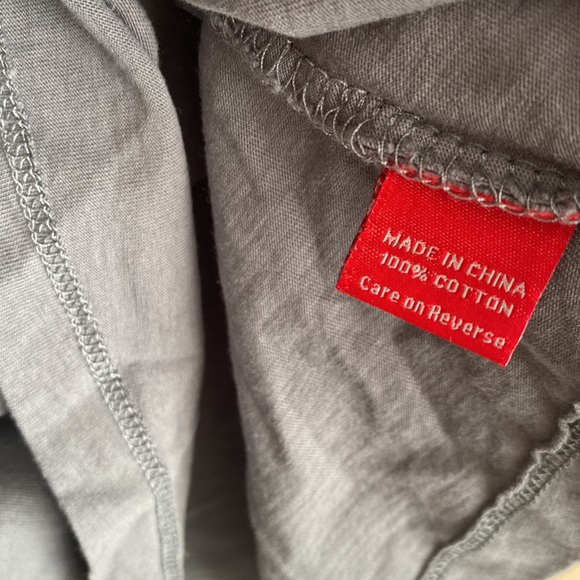 MADE IN CHINA
100% COTTON
Care on Reverse